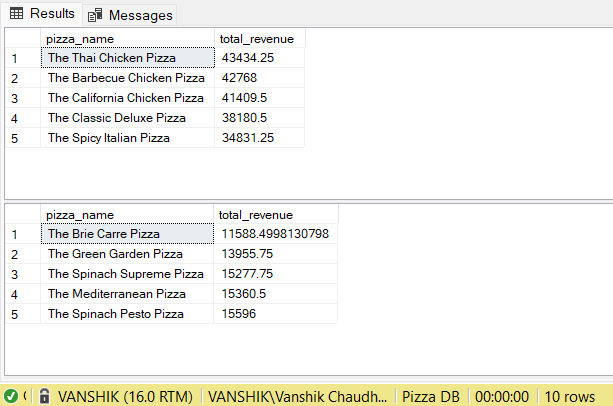 Results Messages
pizza_name total_revenue
1 The Thai Chicken Pizza 43434.25
2 The Barbecue Chicken Pizza 42768
3 The California Chicken Pizza 41409.5
4 The Classic Deluxe Pizza 38180.5
5 The Spicy Italian Pizza 34831.25
pizza_name total_revenue
1 The Brie Carre Pizza 11588.4998130798
2 The Green Garden Pizza 13955.75
3 The Spinach Supreme Pizza 15277.75
4 The Mediterranean Pizza 15360.5
5 The Spinach Pesto Pizza 15596
VANSHIK (16.0 RTM) VANSHIK\Vanshik Chaudh... Pizza DB 00:00:00 10 rows